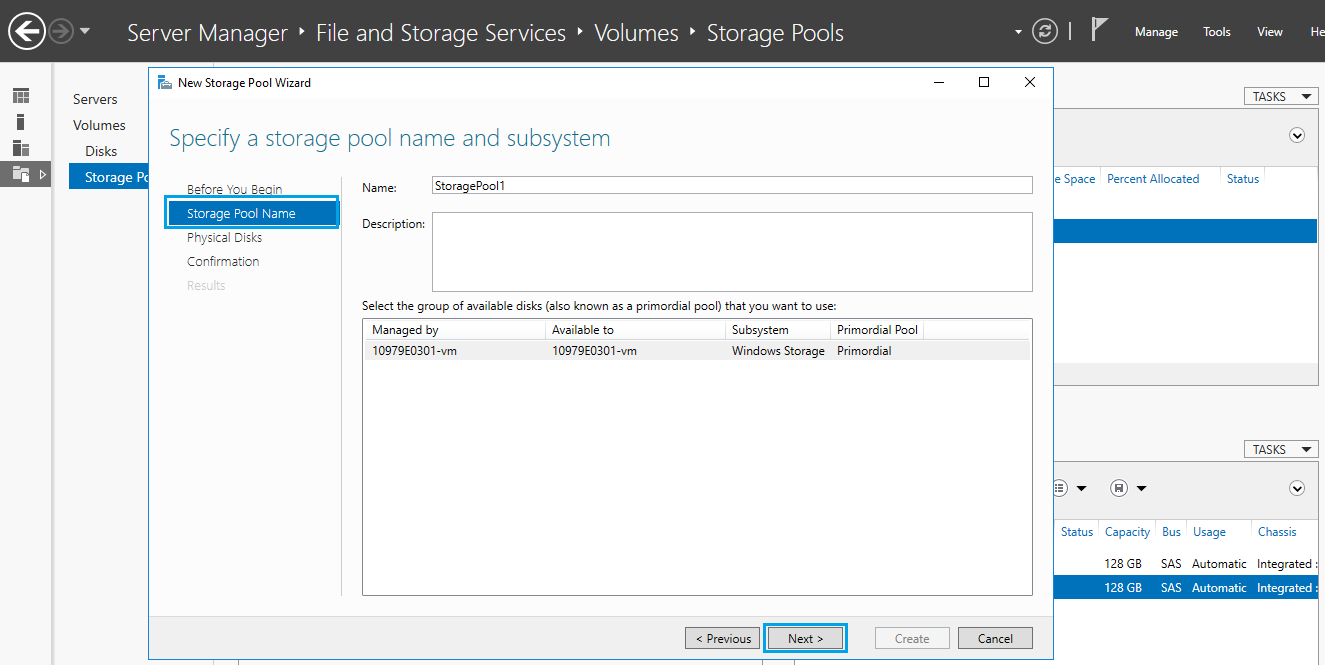 Server Manager ‣ File and Storage Services ‣ Volumes ‣ Storage Pools
Manage Tools View He
Servers
Volumes
Disks
Storage Po
New Storage Pool Wizard
Specify a storage pool name and subsystem
Before You Begin
Storage Pool Name
Physical Disks
Confirmation
Results
Name: StoragePool1
Description:
Select the group of available disks (also known as a primordial pool) that you want to use:
Managed by Available to Subsystem Primordial Pool
10979E0301-vm 10979E0301-vm Windows Storage Primordial
< Previous Next > Create Cancel
TASKS
e Space Percent Allocated Status
TASKS
Status Capacity Bus Usage Chassis
128 GB SAS Automatic Integrated :
128 GB SAS Automatic Integrated :